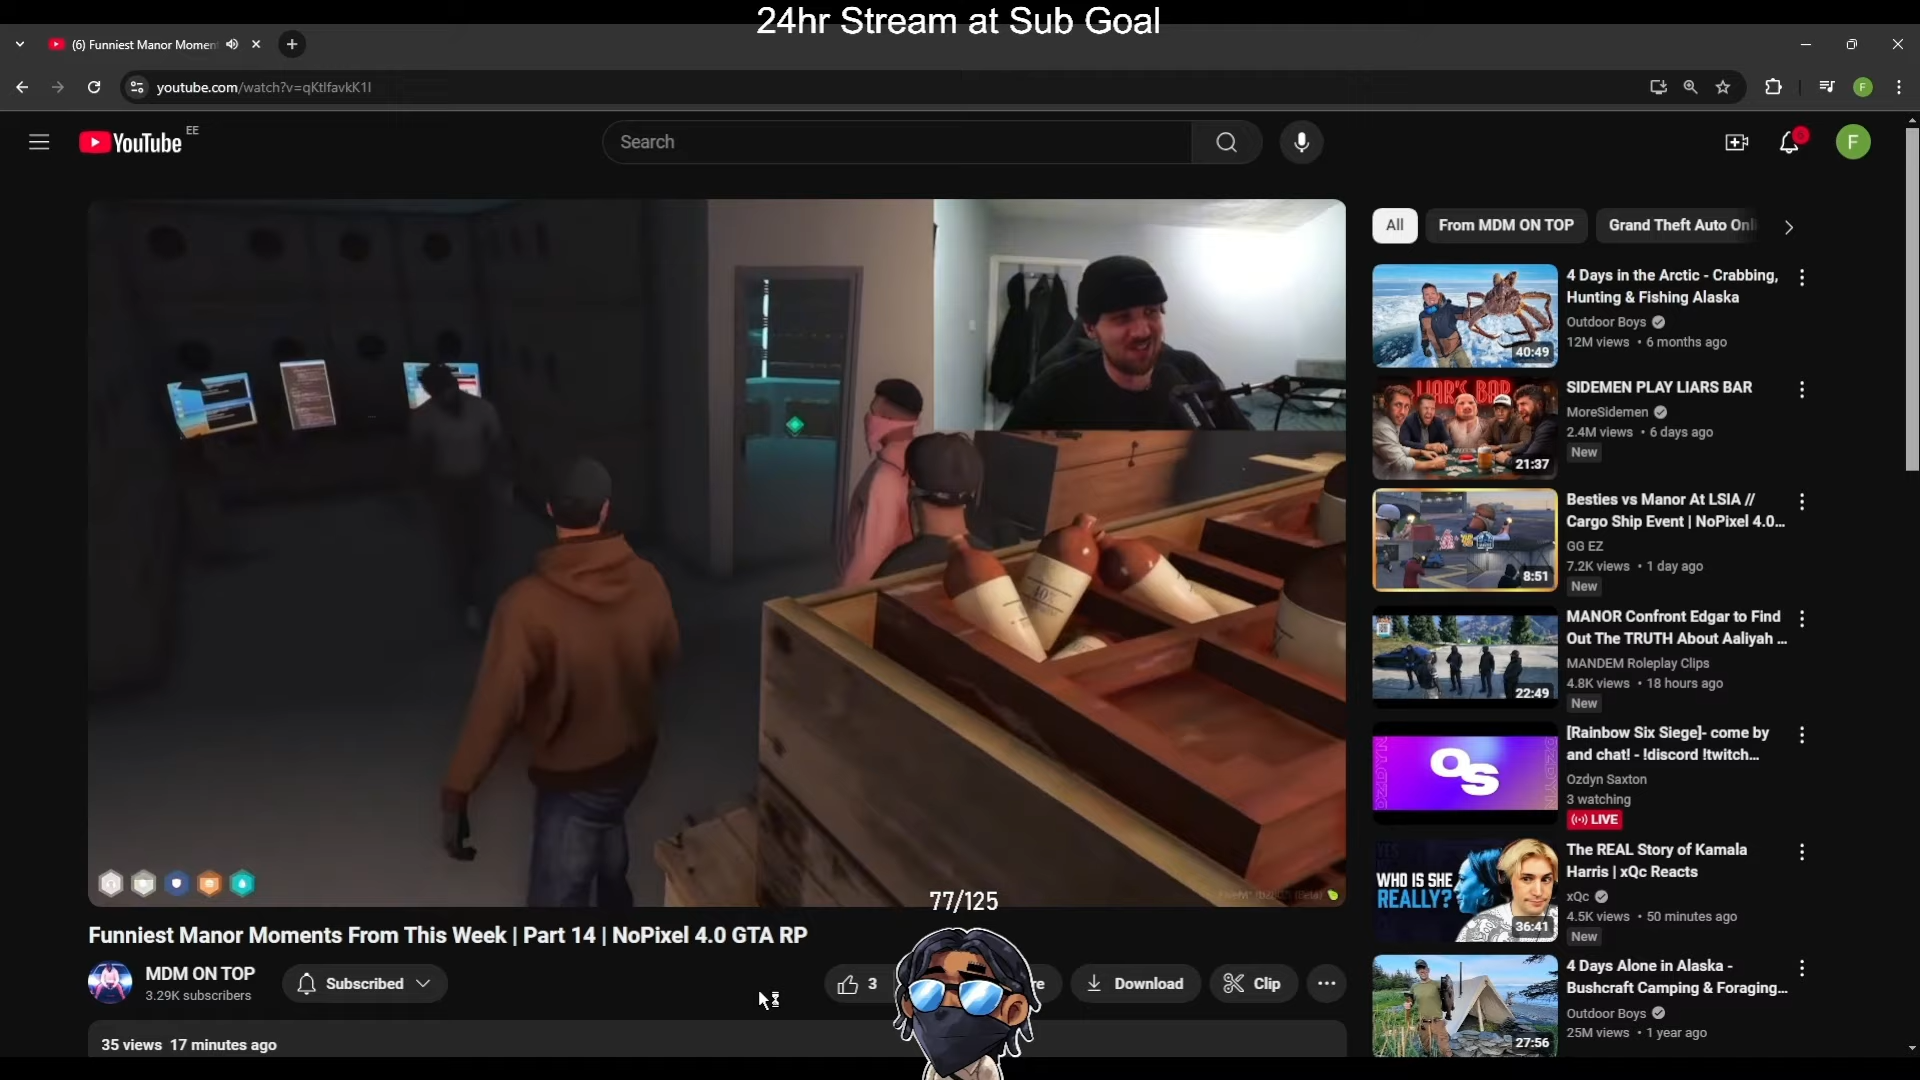 24hr Stream at Sub Goal
(6) Funniest Manor Momen
youtube.com/watch?v=qKtIfavkK1I
YouTube EE
Search
F
All
From MDM ON TOP
Grand Theft Auto Onl
4 Days in the Arctic - Crabbing,
Hunting & Fishing Alaska
Outdoor Boys
12M views • 6 months ago
40:49
LIAR'S BAR
SIDEMEN PLAY LIARS BAR
MoreSidemen
2.4M views • 6 days ago
New
21:37
Besties vs Manor At LSIA //
Cargo Ship Event | NoPixel 4.0...
GG EZ
7.2K views • 1 day ago
New
8:51
MANOR Confront Edgar to Find
Out The TRUTH About Aaliyah ...
MANDEM Roleplay Clips
4.8K views • 18 hours ago
New
22:49
[Rainbow Six Siege]- come by
and chat! - !discord !twitch...
Ozdyn Saxton
3 watching
LIVE
OS
The REAL Story of Kamala
Harris | xQc Reacts
xQc
4.5K views • 50 minutes ago
New
WHO IS SHE
REALLY?
36:41
4 Days Alone in Alaska -
Bushcraft Camping & Foraging...
Outdoor Boys
25M views • 1 year ago
27:56
40%
77/125
Funniest Manor Moments From This Week | Part 14 | NoPixel 4.0 GTA RP
MDM ON TOP
3.29K subscribers
Subscribed
3
re
Download
Clip
35 views 17 minutes ago